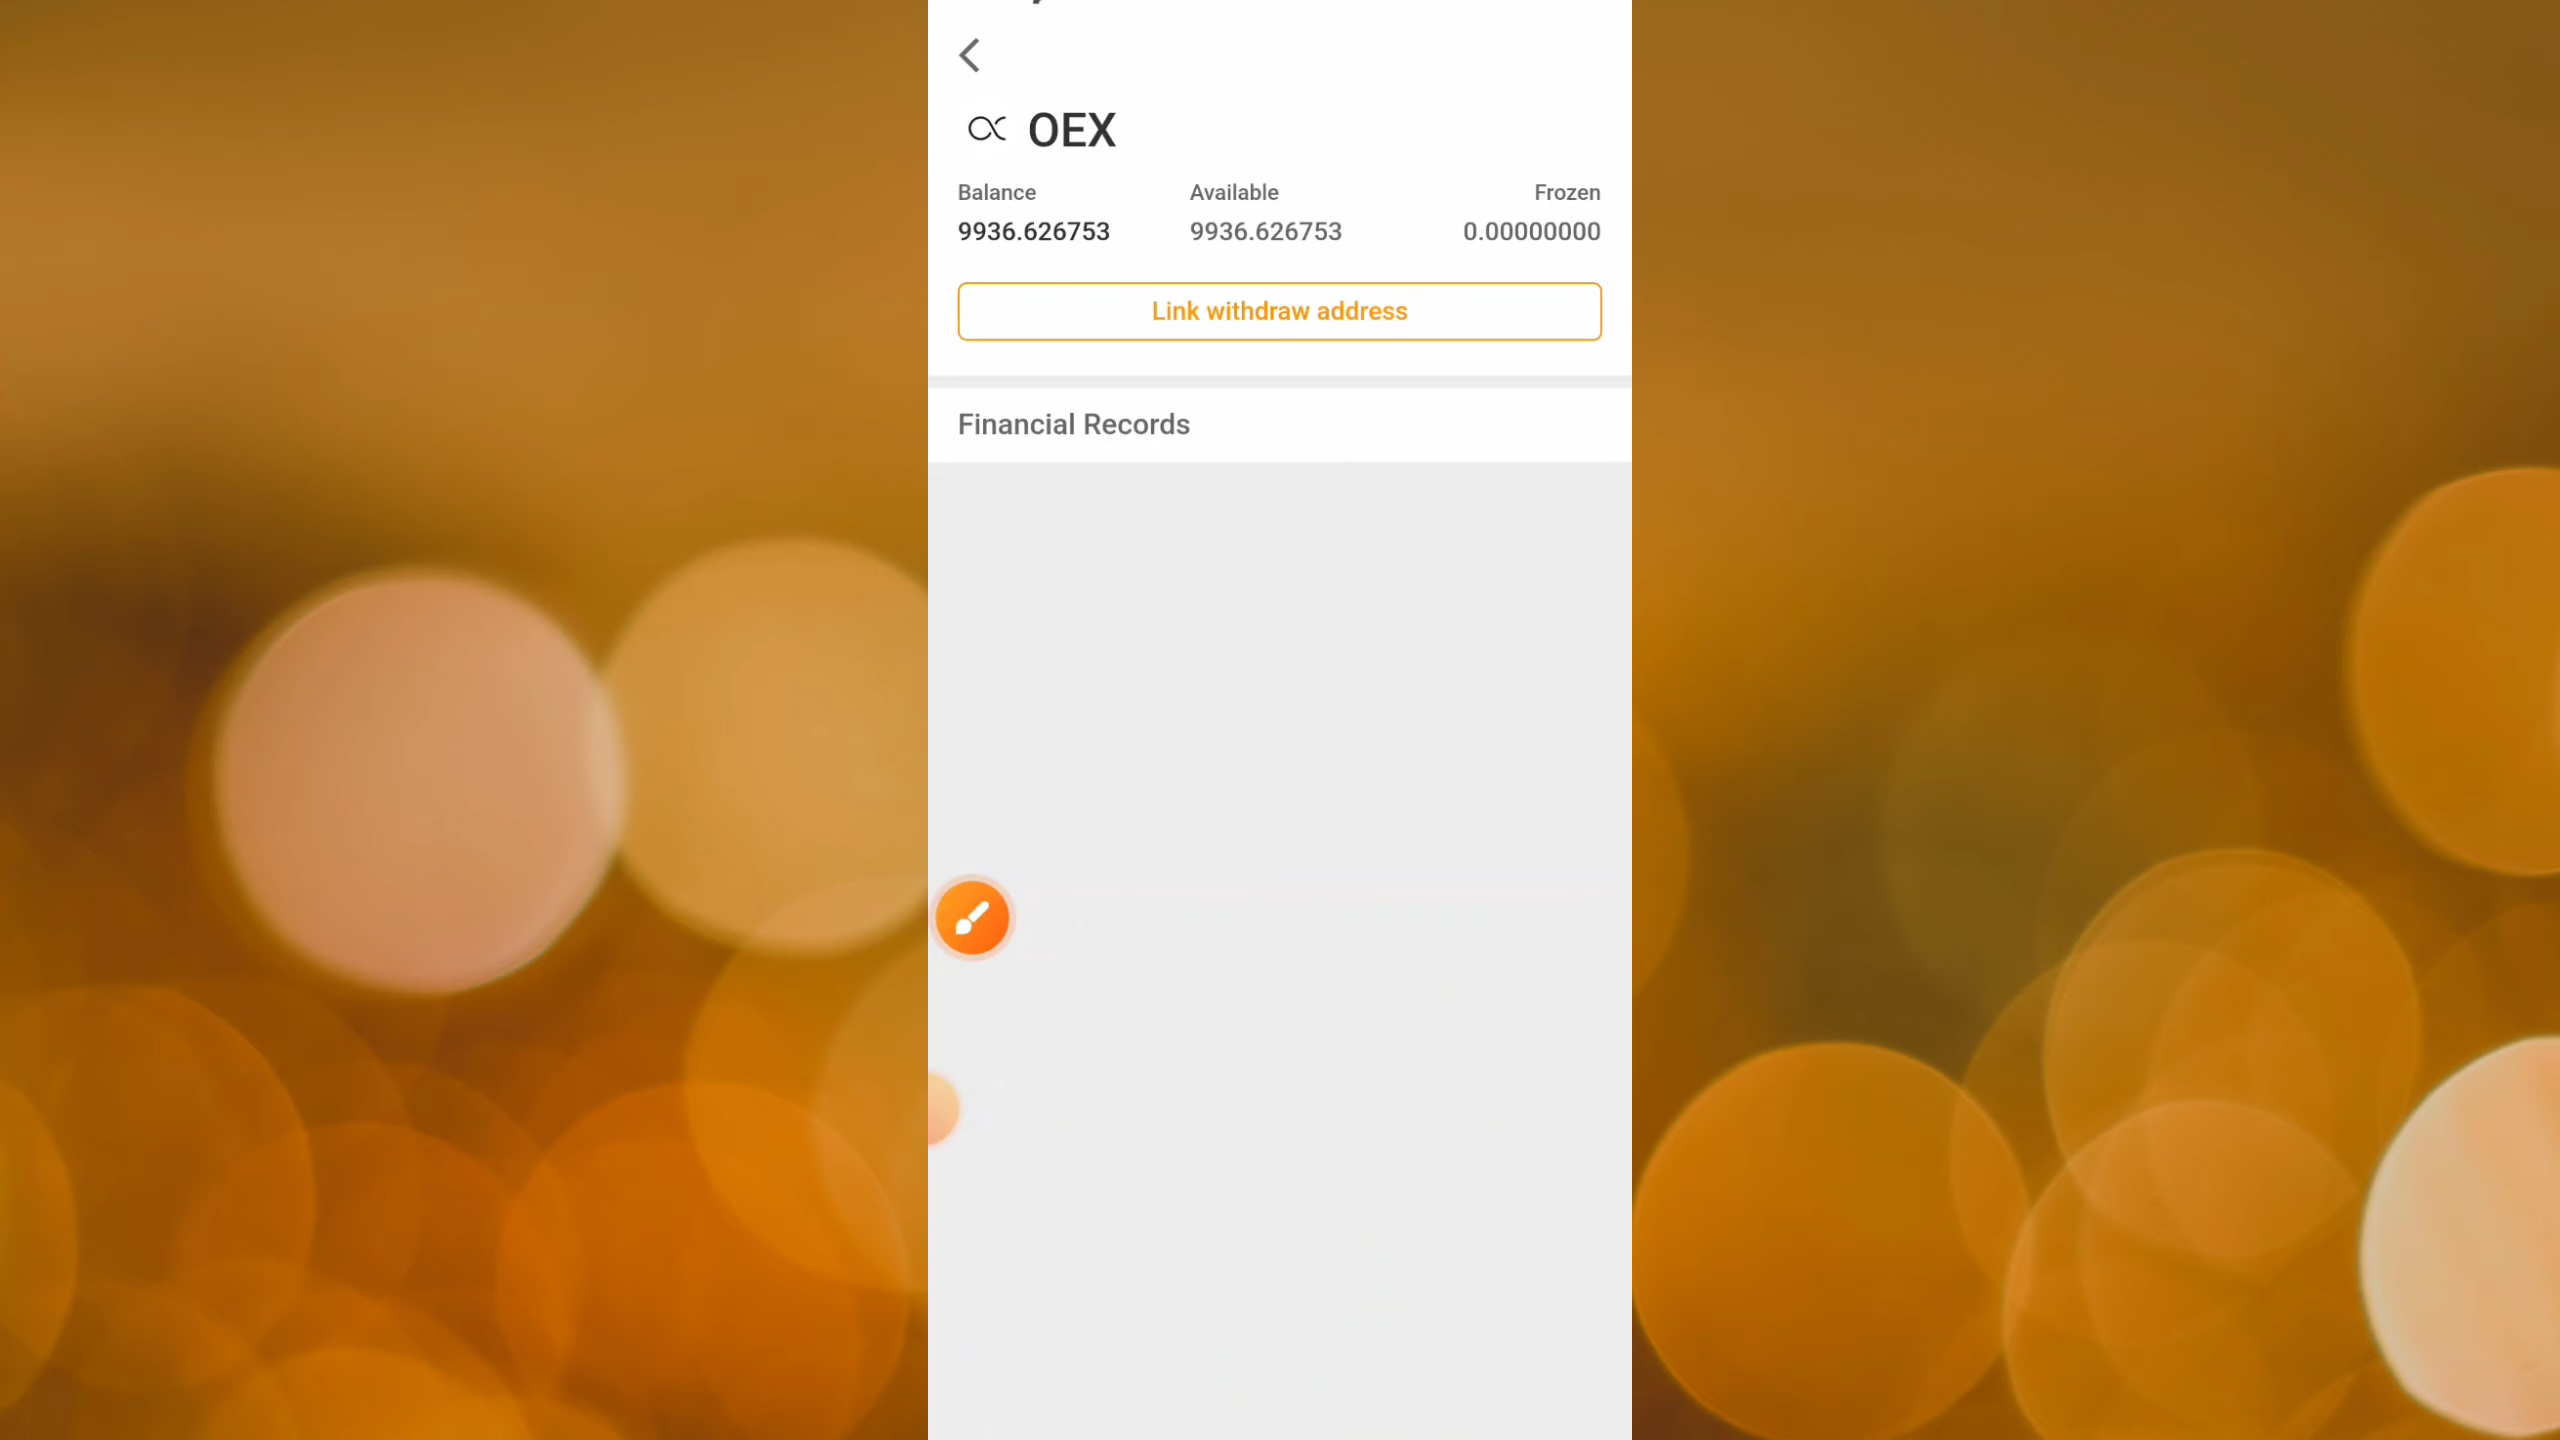 OEX
Balance Available Frozen
9936.626753 9936.626753 0.00000000
Link withdraw address
Financial Records